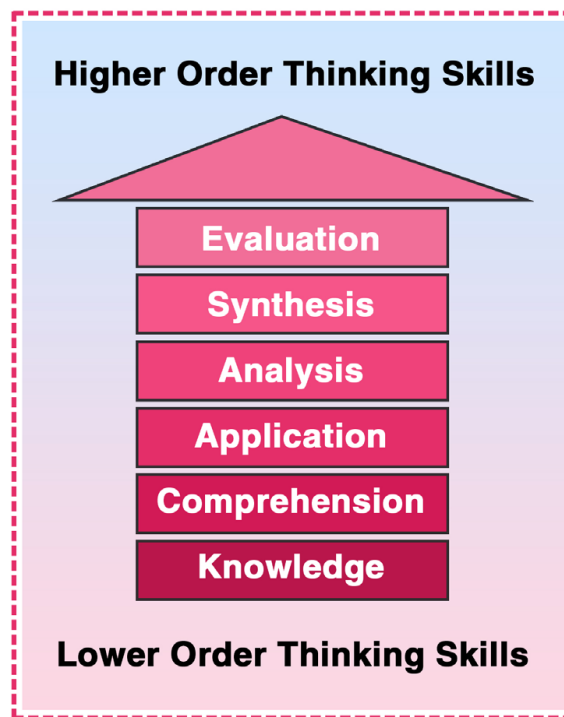 Higher Order Thinking Skills
Evaluation
Synthesis
Analysis
Application
Comprehension
Knowledge
Lower Order Thinking Skills